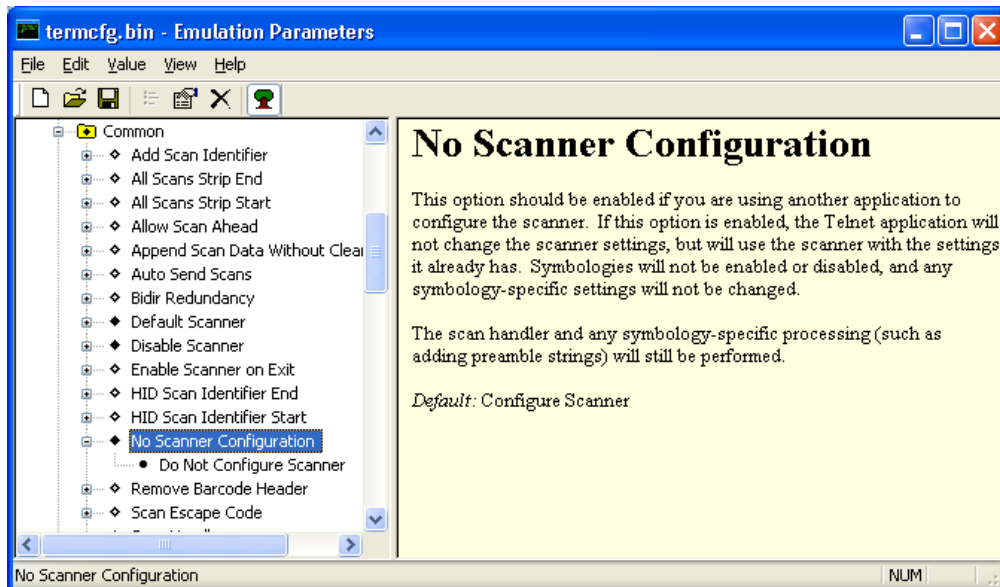 termcfg.bin - Emulation Parameters
File Edit Value View Help
Common
Add Scan Identifier
All Scans Strip End
All Scans Strip Start
Allow Scan Ahead
Append Scan Data Without Clear
Auto Send Scans
Bidir Redundancy
Default Scanner
Disable Scanner
Enable Scanner on Exit
HID Scan Identifier End
HID Scan Identifier Start
No Scanner Configuration
Do Not Configure Scanner
Remove Barcode Header
Scan Escape Code
No Scanner Configuration
This option should be enabled if you are using another application to
configure the scanner. If this option is enabled, the Telnet application will
not change the scanner settings, but will use the scanner with the settings
it already has. Symbologies will not be enabled or disabled, and any
symbology-specific settings will not be changed.
The scan handler and any symbology-specific processing (such as
adding preamble strings) will still be performed.
Default: Configure Scanner
No Scanner Configuration
NUM